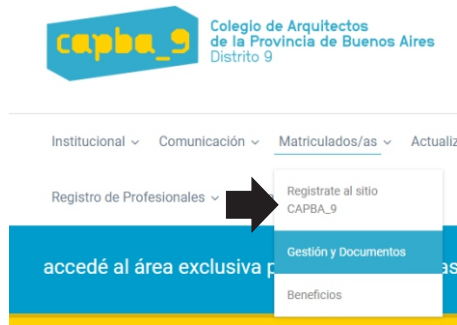 capba_9
Colegio de Arquitectos
de la Provincia de Buenos Aires
Distrito 9
Institucional Comunicación Matriculados/as
Registro de Profesionales
Registrate al sitio
CAPBA_9
Gestión y Documentos
Beneficios
accedé al área exclusiva